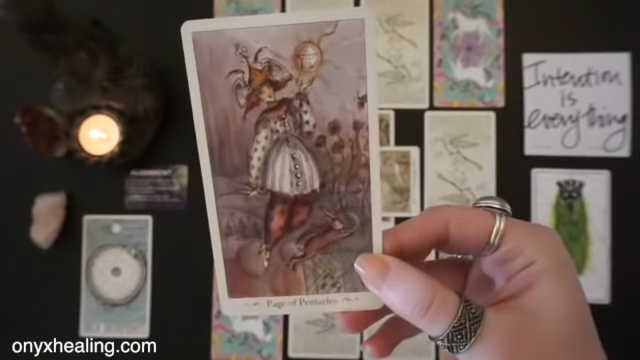 Intention
is
everything
Page of Pentacles
onyxhealing.com